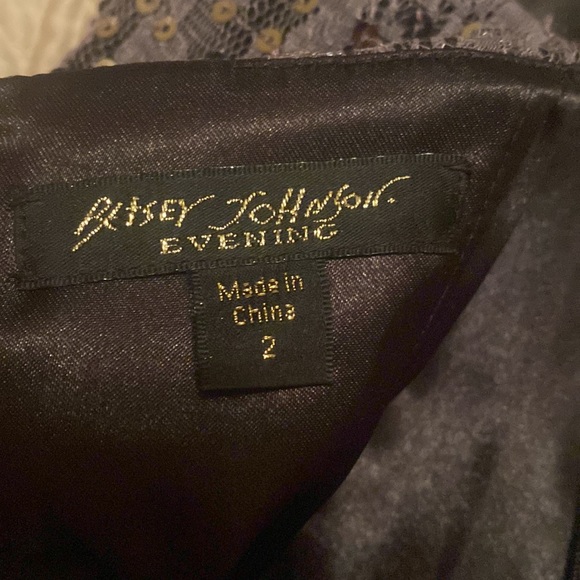 BETSEY JOHNSON.
EVENING
Made in
China
2